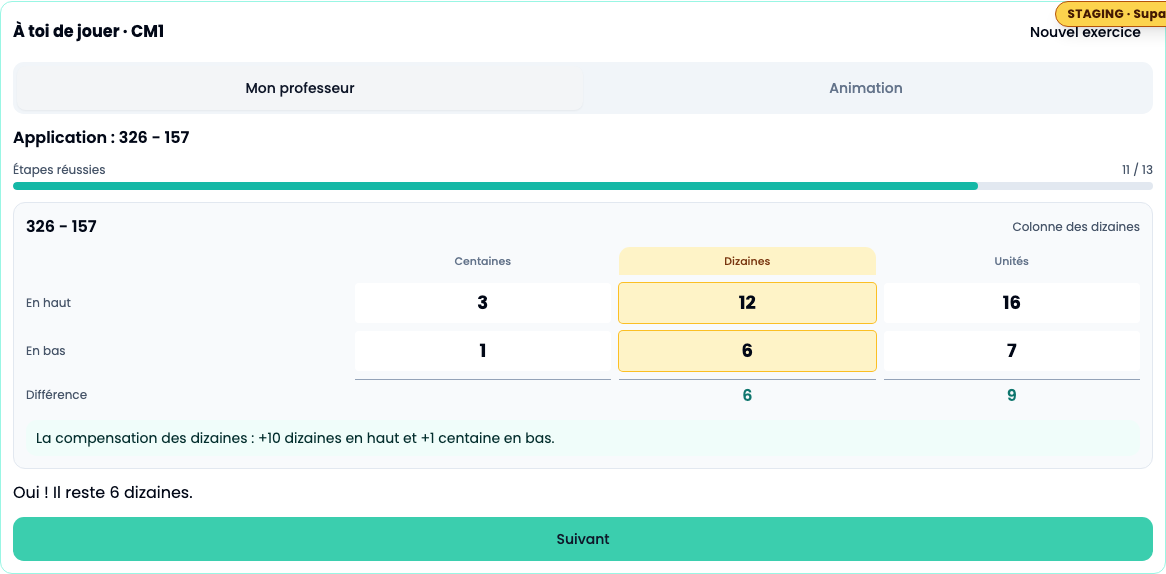 STAGING · Supa
À toi de jouer · CM1
Nouvel exercice
Mon professeur
Animation
Application : 326 - 157
Étapes réussies
11 / 13
326 - 157
Colonne des dizaines
Centaines Dizaines Unités
En haut 3 12 16
En bas 1 6 7
Différence 6 9
La compensation des dizaines : +10 dizaines en haut et +1 centaine en bas.
Oui ! Il reste 6 dizaines.
Suivant